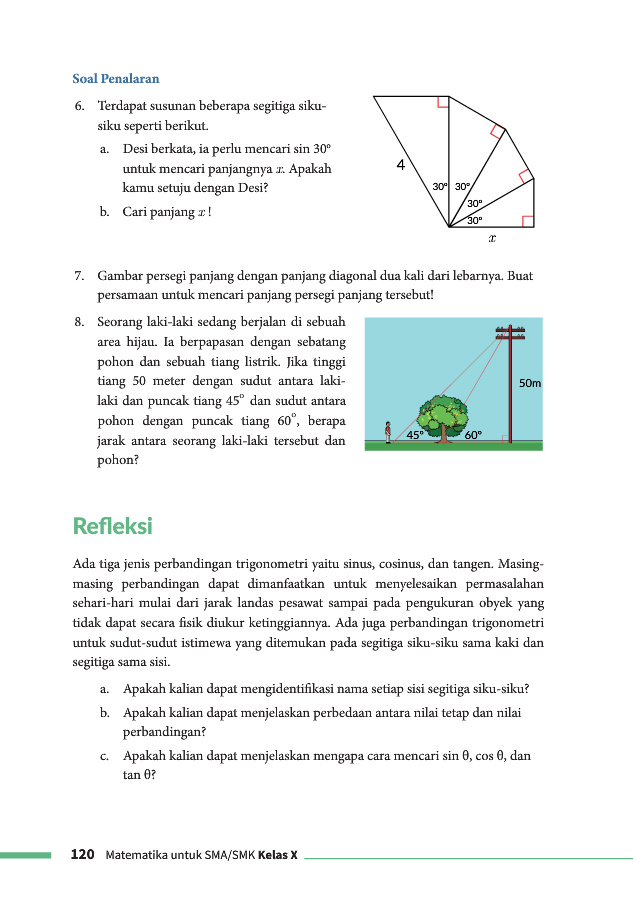 Soal Penalaran
6. Terdapat susunan beberapa segitiga siku-
siku seperti berikut.
a. Desi berkata, ia perlu mencari sin 30°
untuk mencari panjangnya x. Apakah
kamu setuju dengan Desi?
b. Cari panjang x !
4
30° 30°
30°
30°
x
7. Gambar persegi panjang dengan panjang diagonal dua kali dari lebarnya. Buat
persamaan untuk mencari panjang persegi panjang tersebut!
8. Seorang laki-laki sedang berjalan di sebuah
area hijau. Ia berpapasan dengan sebatang
pohon dan sebuah tiang listrik. Jika tinggi
tiang 50 meter dengan sudut antara laki-
laki dan puncak tiang 45° dan sudut antara
pohon dengan puncak tiang 60°, berapa
jarak antara seorang laki-laki tersebut dan
pohon?
50m
45° 60°
Refleksi
Ada tiga jenis perbandingan trigonometri yaitu sinus, cosinus, dan tangen. Masing-
masing perbandingan dapat dimanfaatkan untuk menyelesaikan permasalahan
sehari-hari mulai dari jarak landas pesawat sampai pada pengukuran obyek yang
tidak dapat secara fisik diukur ketinggiannya. Ada juga perbandingan trigonometri
untuk sudut-sudut istimewa yang ditemukan pada segitiga siku-siku sama kaki dan
segitiga sama sisi.
a. Apakah kalian dapat mengidentifikasi nama setiap sisi segitiga siku-siku?
b. Apakah kalian dapat menjelaskan perbedaan antara nilai tetap dan nilai
perbandingan?
c. Apakah kalian dapat menjelaskan mengapa cara mencari sin θ, cos θ, dan
tan θ?
120 Matematika untuk SMA/SMK Kelas X